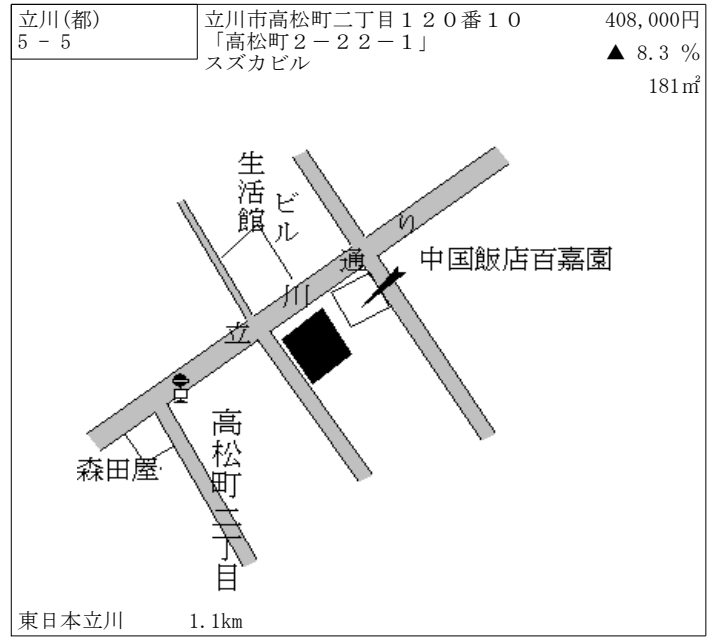 立川(都)
5 - 5
立川市高松町二丁目１２０番１０
「高松町２－２２－１」
スズカビル
408,000円
▲ 8.3 %
181㎡
生活館
ビル
立川通り
中国飯店百嘉園
森田屋
高松町二丁目
東日本立川 1.1km